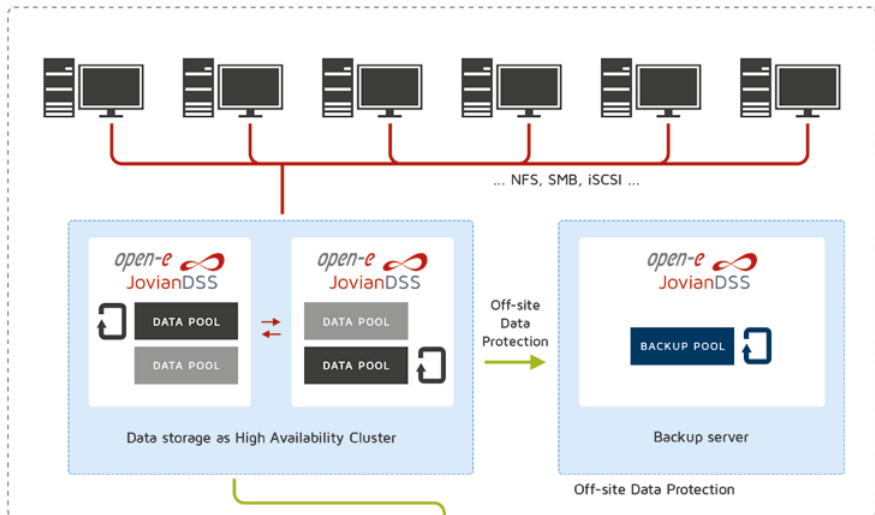 ... NFS, SMB, iSCSI ...
open-e
JovianDSS
DATA POOL
DATA POOL
open-e
JovianDSS
DATA POOL
DATA POOL
Data storage as High Availability Cluster
Off-site
Data
Protection
open-e
JovianDSS
BACKUP POOL
Backup server
Off-site Data Protection